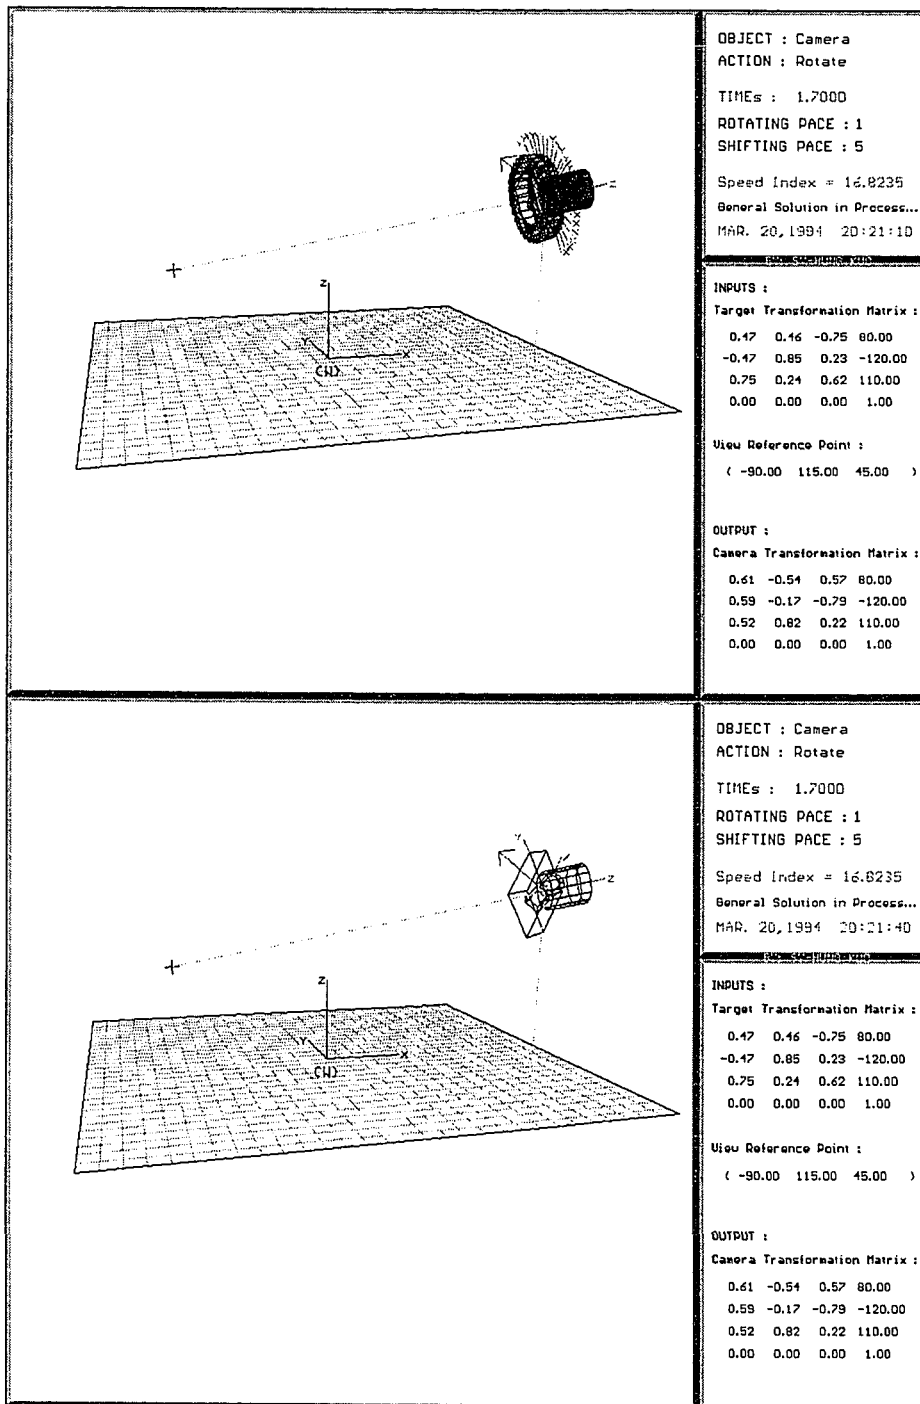 OBJECT : Camera
ACTION : Rotate
TIMEs : 1.7000
ROTATING PACE : 1
SHIFTING PACE : 5
Speed Index = 16.8235
General Solution in Process...
MAR. 20,1994 20:21:10
z
z
Y
x
(W)
INPUTS :
Target Transformation Matrix :
0.47 0.46 -0.75 80.00
-0.47 0.85 0.23 -120.00
0.75 0.24 0.62 110.00
0.00 0.00 0.00 1.00
View Reference Point :
( -90.00 115.00 45.00 )
OUTPUT :
Camera Transformation Matrix :
0.61 -0.54 0.57 80.00
0.59 -0.17 -0.79 -120.00
0.52 0.82 0.22 110.00
0.00 0.00 0.00 1.00
OBJECT : Camera
ACTION : Rotate
TIMEs : 1.7000
ROTATING PACE : 1
SHIFTING PACE : 5
Speed Index = 16.8235
General Solution in Process...
MAR. 20,1994 20:21:40
Y
z
z
Y
x
(W)
INPUTS :
Target Transformation Matrix :
0.47 0.46 -0.75 80.00
-0.47 0.85 0.23 -120.00
0.75 0.24 0.62 110.00
0.00 0.00 0.00 1.00
View Reference Point :
( -90.00 115.00 45.00 )
OUTPUT :
Camera Transformation Matrix :
0.61 -0.54 0.57 80.00
0.59 -0.17 -0.79 -120.00
0.52 0.82 0.22 110.00
0.00 0.00 0.00 1.00